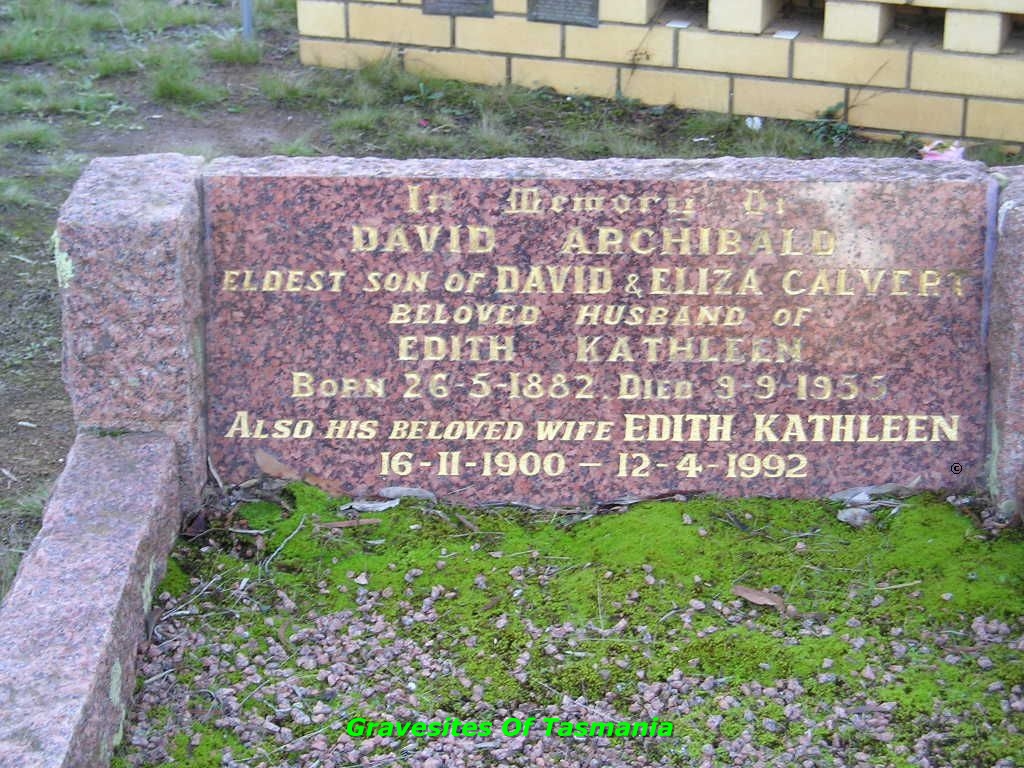 In Memory Of
DAVID ARCHIBALD
ELDEST SON OF DAVID & ELIZA CALVERT
BELOVED HUSBAND OF
EDITH KATHLEEN
BORN 26-5-1882. DIED 9-9-1955
ALSO HIS BELOVED WIFE EDITH KATHLEEN
16-11-1900 – 12-4-1992
©
Gravesites Of Tasmania